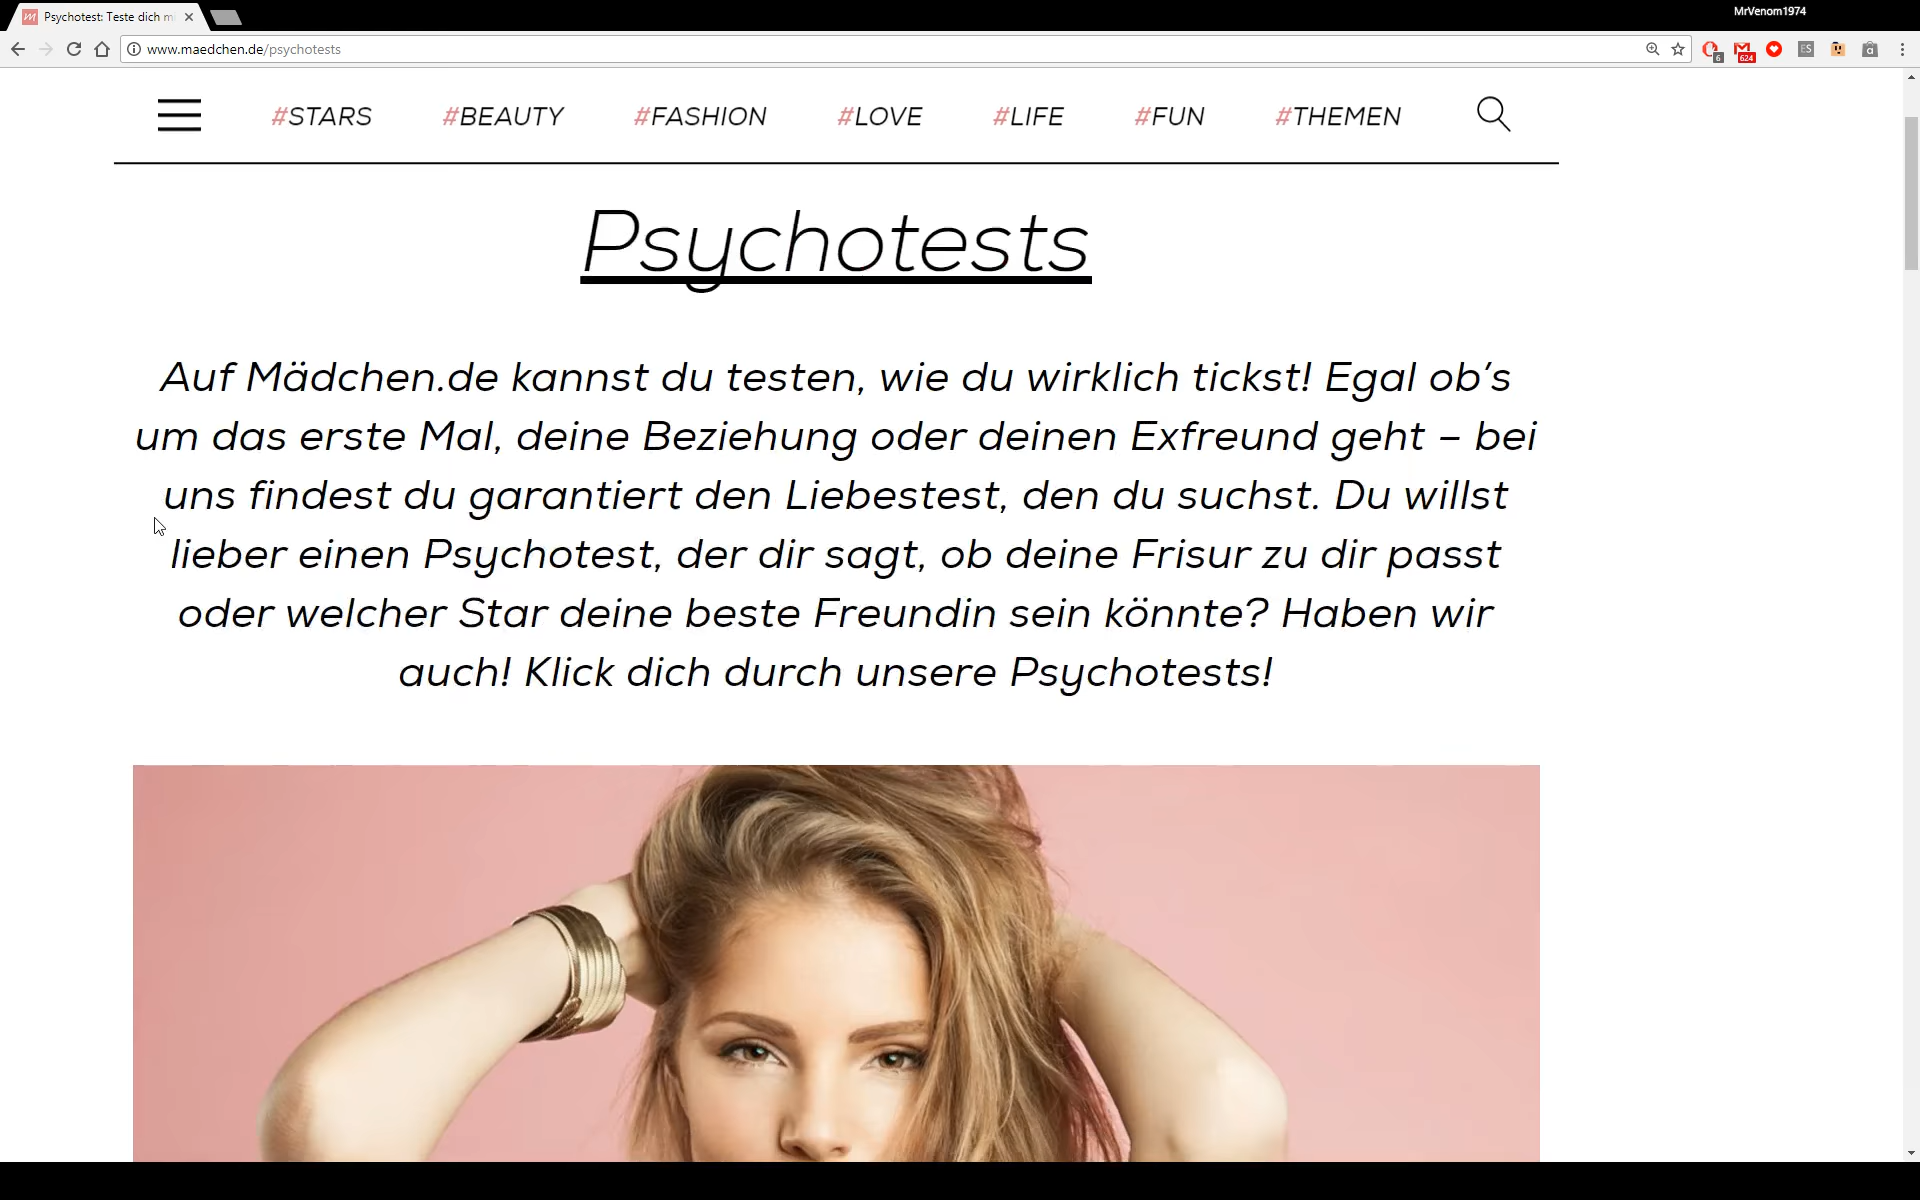 Psychotest: Teste dich m
MrVenom1974
www.maedchen.de/psychotests
6
624
ES
a
#STARS #BEAUTY #FASHION #LOVE #LIFE #FUN #THEMEN
Psychotests
Auf Mädchen.de kannst du testen, wie du wirklich tickst! Egal ob's
um das erste Mal, deine Beziehung oder deinen Exfreund geht – bei
uns findest du garantiert den Liebestest, den du suchst. Du willst
lieber einen Psychotest, der dir sagt, ob deine Frisur zu dir passt
oder welcher Star deine beste Freundin sein könnte? Haben wir
auch! Klick dich durch unsere Psychotests!